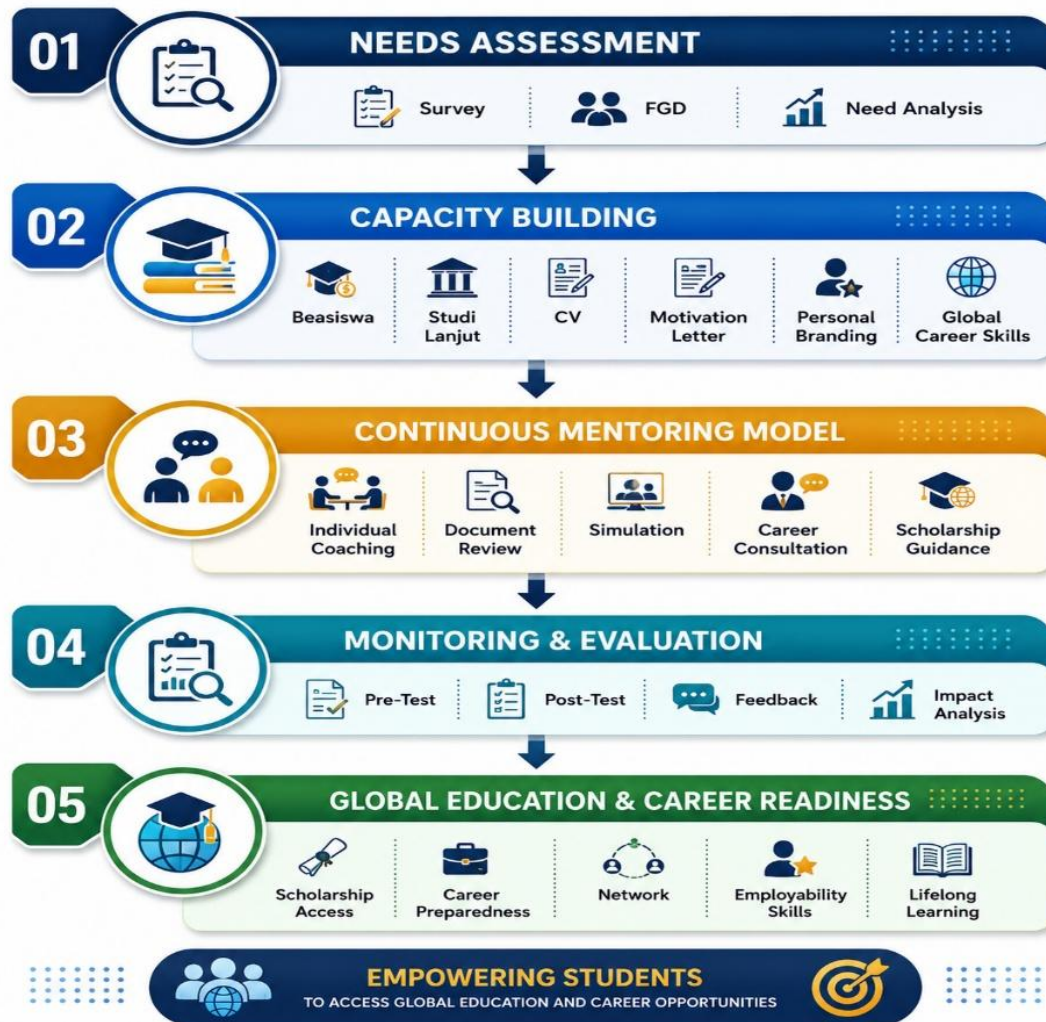 01
NEEDS ASSESSMENT
Survey
FGD
Need Analysis
02
CAPACITY BUILDING
Beasiswa
Studi
Lanjut
CV
Motivation
Letter
Personal
Branding
Global
Career Skills
03
CONTINUOUS MENTORING MODEL
Individual
Coaching
Document
Review
Simulation
Career
Consultation
Scholarship
Guidance
04
MONITORING & EVALUATION
Pre-Test
Post-Test
Feedback
Impact
Analysis
05
GLOBAL EDUCATION & CAREER READINESS
Scholarship
Access
Career
Preparedness
Network
Employability
Skills
Lifelong
Learning
EMPOWERING STUDENTS
TO ACCESS GLOBAL EDUCATION AND CAREER OPPORTUNITIES